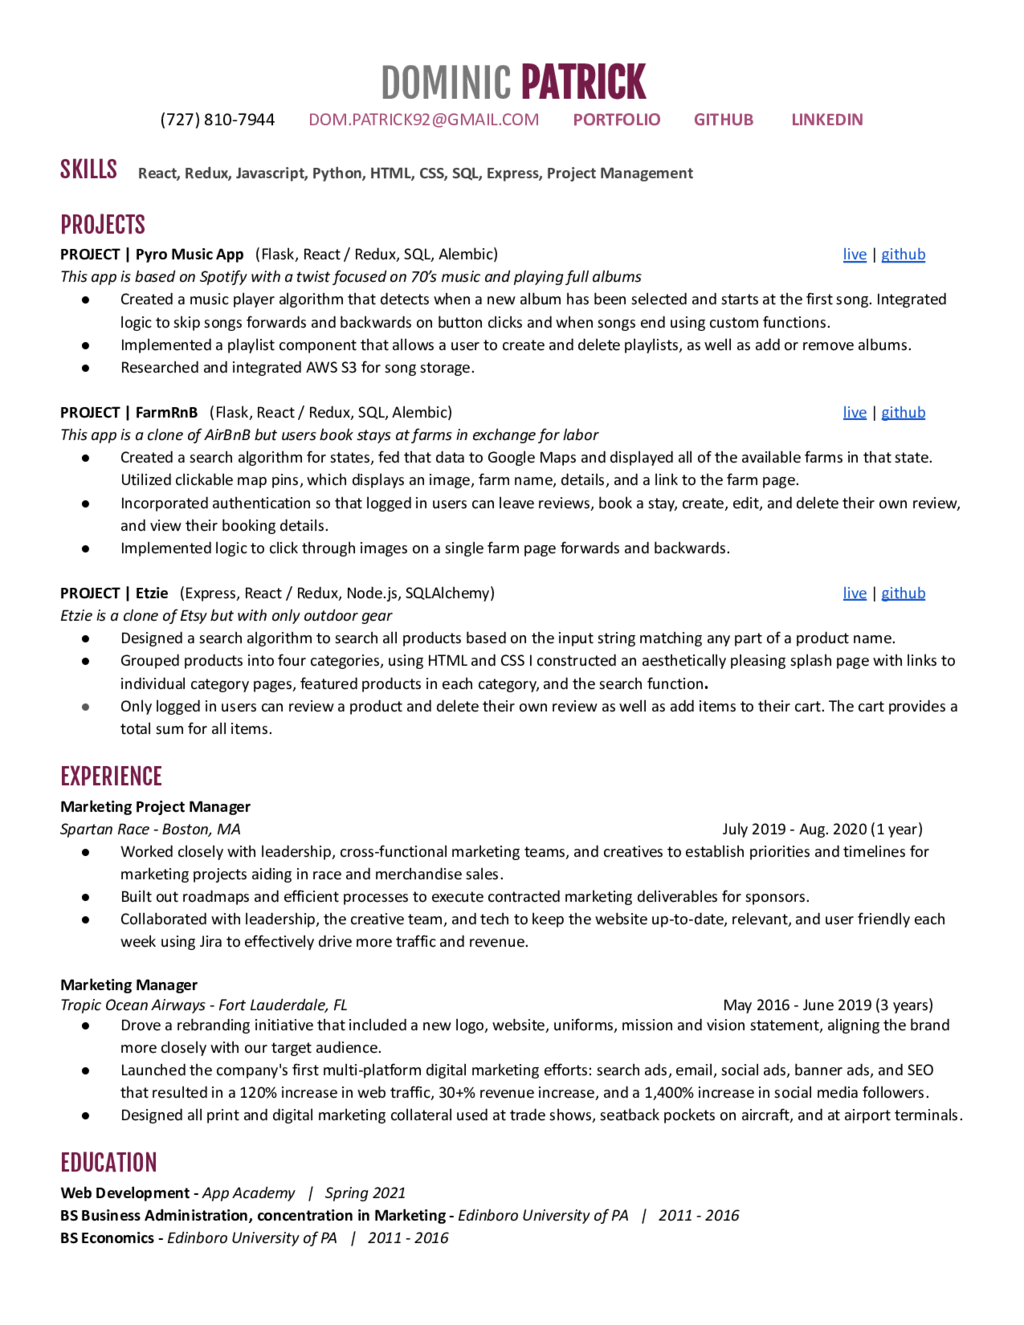 DOMINIC PATRICK
(727) 810-7944 DOM.PATRICK92@GMAIL.COM PORTFOLIO GITHUB LINKEDIN
SKILLS React, Redux, Javascript, Python, HTML, CSS, SQL, Express, Project Management
PROJECTS
PROJECT | Pyro Music App (Flask, React / Redux, SQL, Alembic) live | github
This app is based on Spotify with a twist focused on 70's music and playing full albums
● Created a music player algorithm that detects when a new album has been selected and starts at the first song. Integrated
logic to skip songs forwards and backwards on button clicks and when songs end using custom functions.
● Implemented a playlist component that allows a user to create and delete playlists, as well as add or remove albums.
● Researched and integrated AWS S3 for song storage.
PROJECT | FarmRnB (Flask, React / Redux, SQL, Alembic) live | github
This app is a clone of AirBnB but users book stays at farms in exchange for labor
● Created a search algorithm for states, fed that data to Google Maps and displayed all of the available farms in that state.
Utilized clickable map pins, which displays an image, farm name, details, and a link to the farm page.
● Incorporated authentication so that logged in users can leave reviews, book a stay, create, edit, and delete their own review,
and view their booking details.
● Implemented logic to click through images on a single farm page forwards and backwards.
PROJECT | Etzie (Express, React / Redux, Node.js, SQLAlchemy) live | github
Etzie is a clone of Etsy but with only outdoor gear
● Designed a search algorithm to search all products based on the input string matching any part of a product name.
● Grouped products into four categories, using HTML and CSS I constructed an aesthetically pleasing splash page with links to
individual category pages, featured products in each category, and the search function.
● Only logged in users can review a product and delete their own review as well as add items to their cart. The cart provides a
total sum for all items.
EXPERIENCE
Marketing Project Manager
Spartan Race - Boston, MA July 2019 - Aug. 2020 (1 year)
● Worked closely with leadership, cross-functional marketing teams, and creatives to establish priorities and timelines for
marketing projects aiding in race and merchandise sales.
● Built out roadmaps and efficient processes to execute contracted marketing deliverables for sponsors.
● Collaborated with leadership, the creative team, and tech to keep the website up-to-date, relevant, and user friendly each
week using Jira to effectively drive more traffic and revenue.
Marketing Manager
Tropic Ocean Airways - Fort Lauderdale, FL May 2016 - June 2019 (3 years)
● Drove a rebranding initiative that included a new logo, website, uniforms, mission and vision statement, aligning the brand
more closely with our target audience.
● Launched the company's first multi-platform digital marketing efforts: search ads, email, social ads, banner ads, and SEO
that resulted in a 120% increase in web traffic, 30+% revenue increase, and a 1,400% increase in social media followers.
● Designed all print and digital marketing collateral used at trade shows, seatback pockets on aircraft, and at airport terminals.
EDUCATION
Web Development - App Academy | Spring 2021
BS Business Administration, concentration in Marketing - Edinboro University of PA | 2011 - 2016
BS Economics - Edinboro University of PA | 2011 - 2016